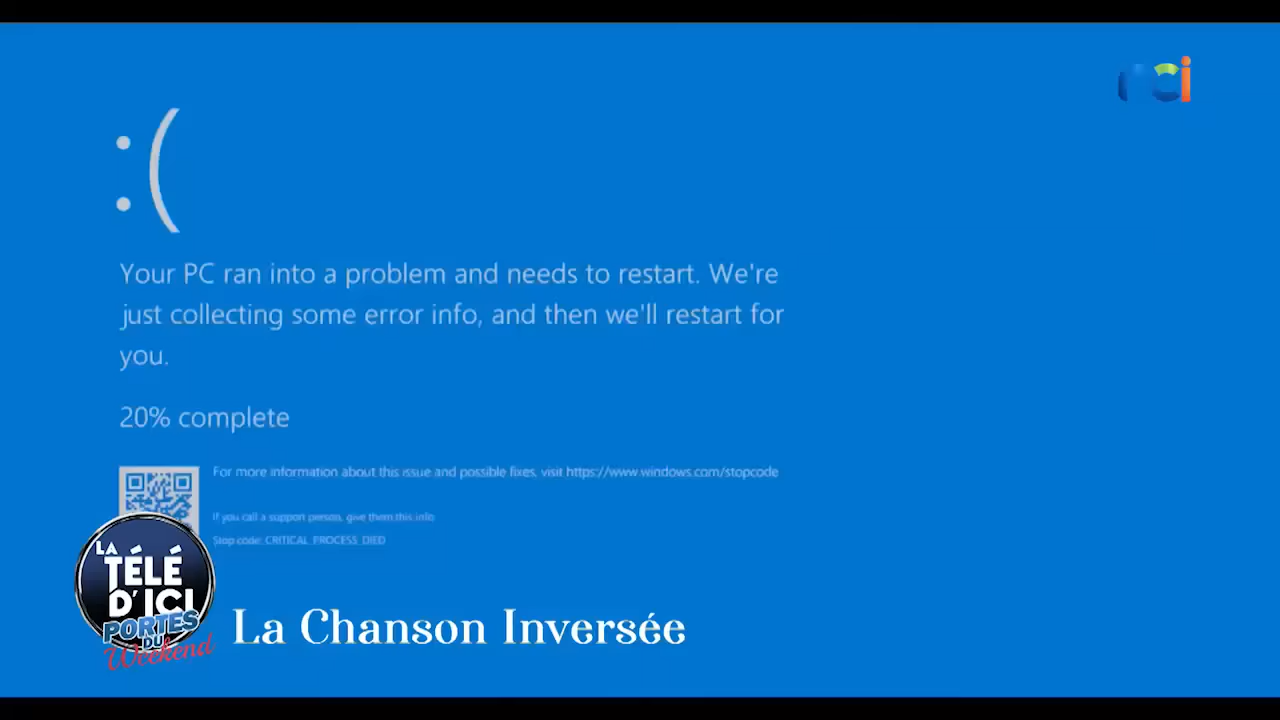 nci
:(
Your PC ran into a problem and needs to restart. We're
just collecting some error info, and then we'll restart for
you.
20% complete
For more information about this issue and possible fixes, visit https://www.windows.com/stopcode
If you call a support person, give them this info
Stop code: CRITICAL_PROCESS_DIED
LA
TÉLÉ
D'ICI
PORTES
DU
Weekend
La Chanson Inversée